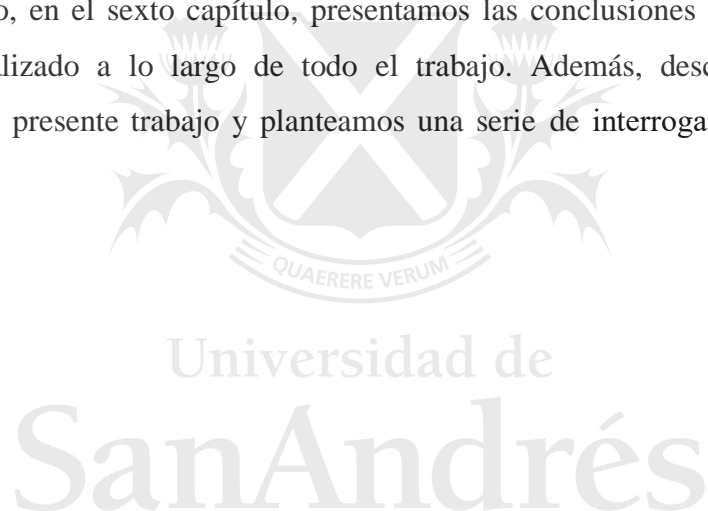 o, en el sexto capítulo, presentamos las conclusiones
alizado a lo largo de todo el trabajo. Además, desc
presente trabajo y planteamos una serie de interroga
QUAERERE VERUM
Universidad de
SanAndrés